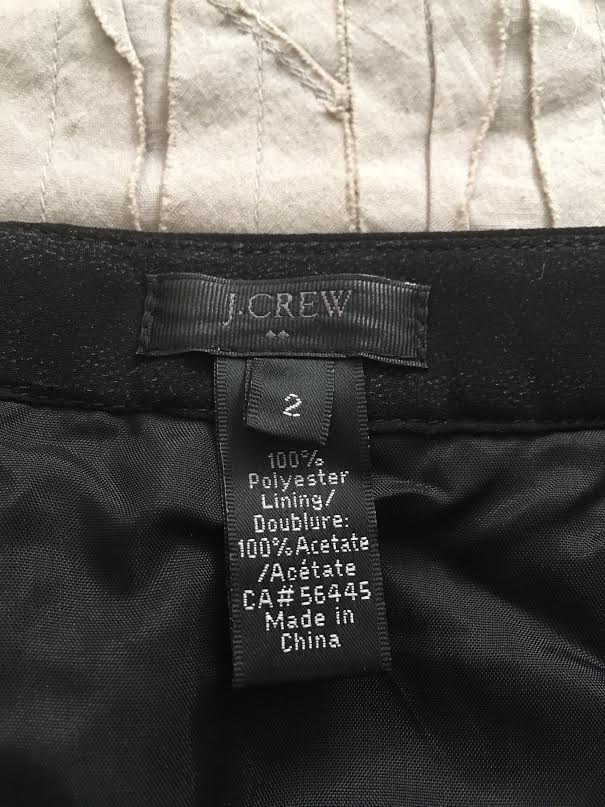 J.CREW
2
100%
Polyester
Lining/
Doublure:
100% Acetate
/Acétate
CA# 56445
Made in
China